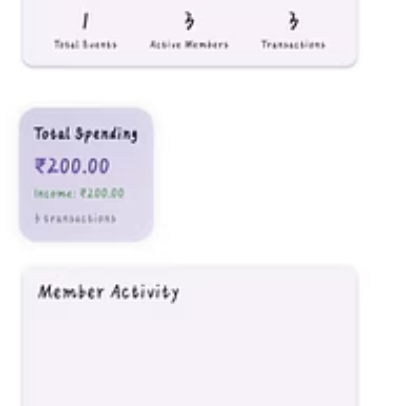 1 3 3
Total Events Active Members Transactions
Total Spending
₹200.00
Income: ₹200.00
3 transactions
Member Activity